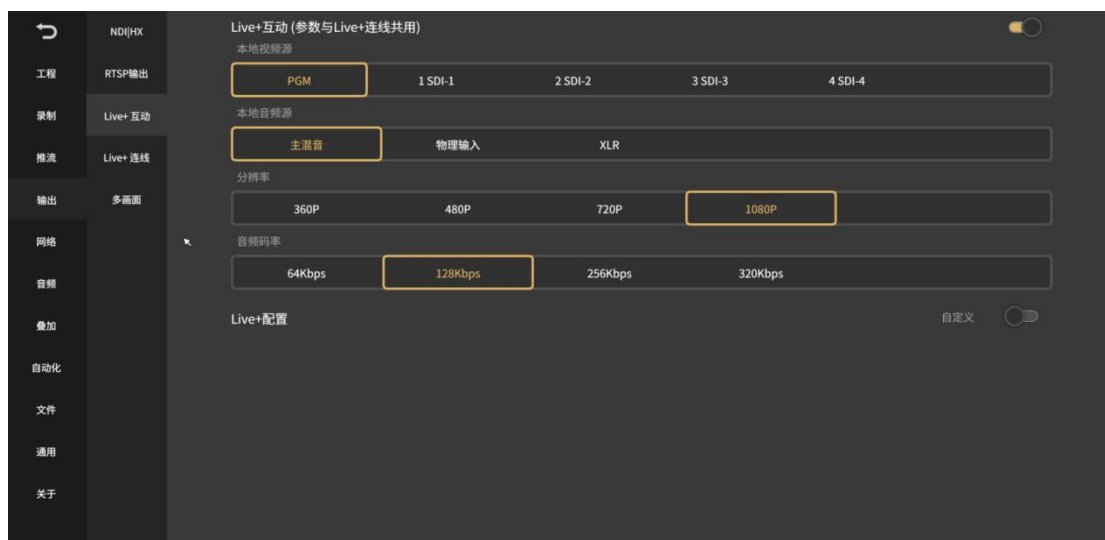 NDI|HX
工程
RTSP输出
录制
Live+ 互动
推流
Live+ 连线
输出
多画面
网络
音频
叠加
自动化
文件
通用
关于
Live+互动 (参数与Live+连线共用)
本地视频源
PGM 1 SDI-1 2 SDI-2 3 SDI-3 4 SDI-4
本地音频源
主混音 物理输入 XLR
分辨率
360P 480P 720P 1080P
音频码率
64Kbps 128Kbps 256Kbps 320Kbps
Live+配置 自定义